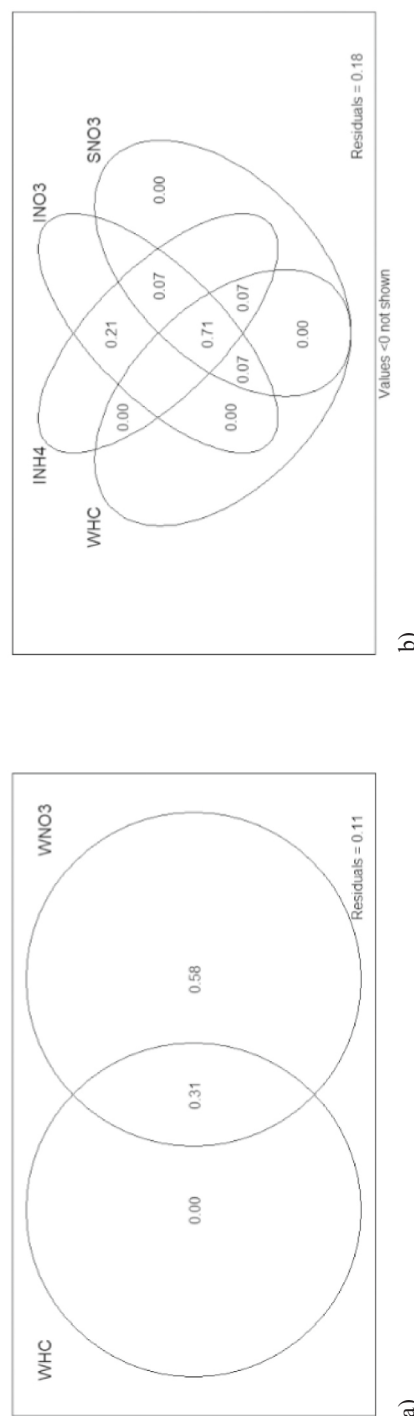 WHC
WNO3
0.00
0.31
0.58
Residuals = 0.11
a)
INH4
INO3
WHC
SNO3
0.21
0.00
0.07
0.00
0.71
0.00
0.07
0.07
0.00
Residuals = 0.18
Values <0 not shown
b)